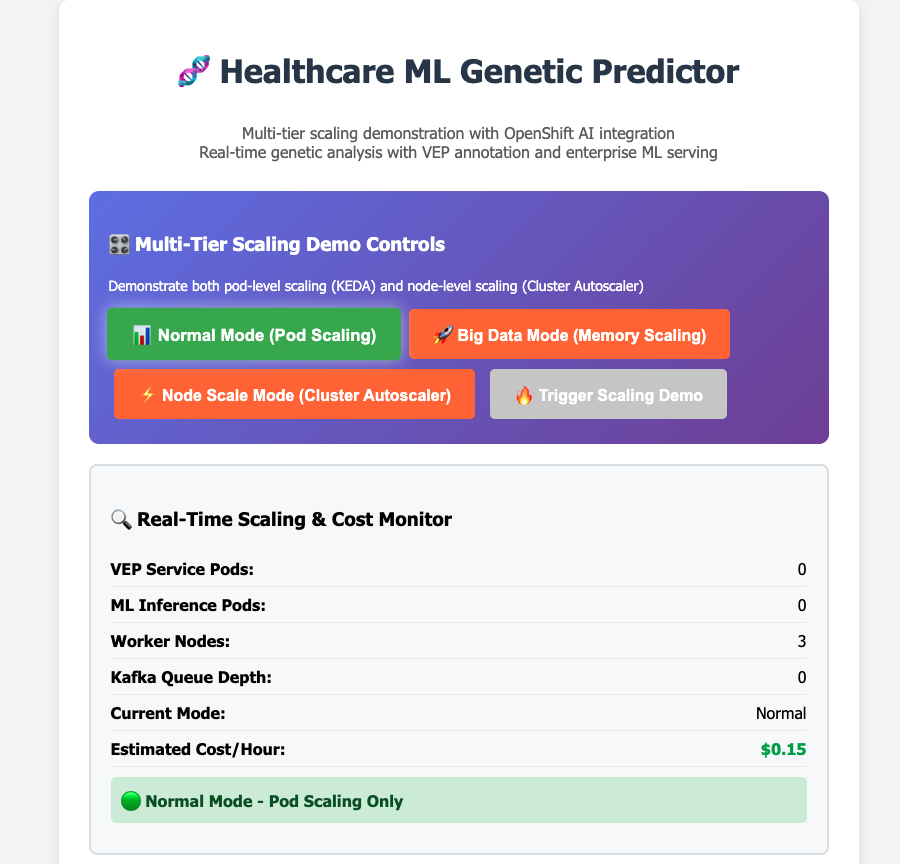 🧬 Healthcare ML Genetic Predictor
Multi-tier scaling demonstration with OpenShift AI integration
Real-time genetic analysis with VEP annotation and enterprise ML serving
🎛️ Multi-Tier Scaling Demo Controls
Demonstrate both pod-level scaling (KEDA) and node-level scaling (Cluster Autoscaler)
📊 Normal Mode (Pod Scaling)
🚀 Big Data Mode (Memory Scaling)
⚡ Node Scale Mode (Cluster Autoscaler)
🔥 Trigger Scaling Demo
🔍 Real-Time Scaling & Cost Monitor
VEP Service Pods: 0
ML Inference Pods: 0
Worker Nodes: 3
Kafka Queue Depth: 0
Current Mode: Normal
Estimated Cost/Hour: $0.15
🟢 Normal Mode - Pod Scaling Only